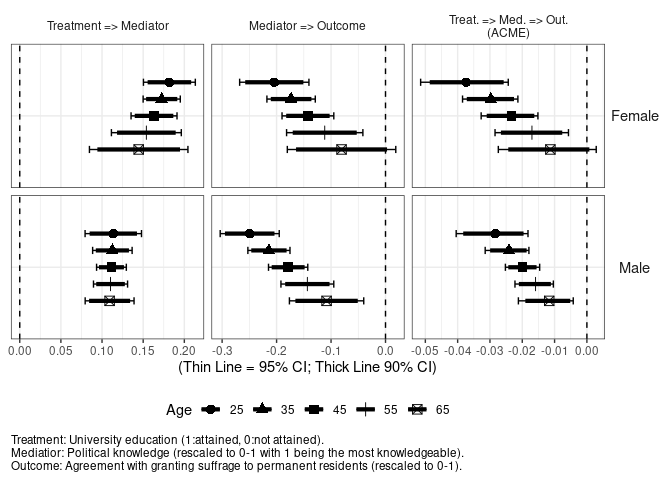 Treatment => Mediator
Mediator => Outcome
Treat. => Med. => Out.
(ACME)
Female
Male
0.00 0.05 0.10 0.15 0.20
-0.3 -0.2 -0.1 0.0
-0.05 -0.04 -0.03 -0.02 -0.01 0.00
(Thin Line = 95% CI; Thick Line 90% CI)
Age 25 35 45 55 65
Treatment: University education (1:attained, 0:not attained).
Mediatior: Political knowledge (rescaled to 0-1 with 1 being the most knowledgeable).
Outcome: Agreement with granting suffrage to permanent residents (rescaled to 0-1).